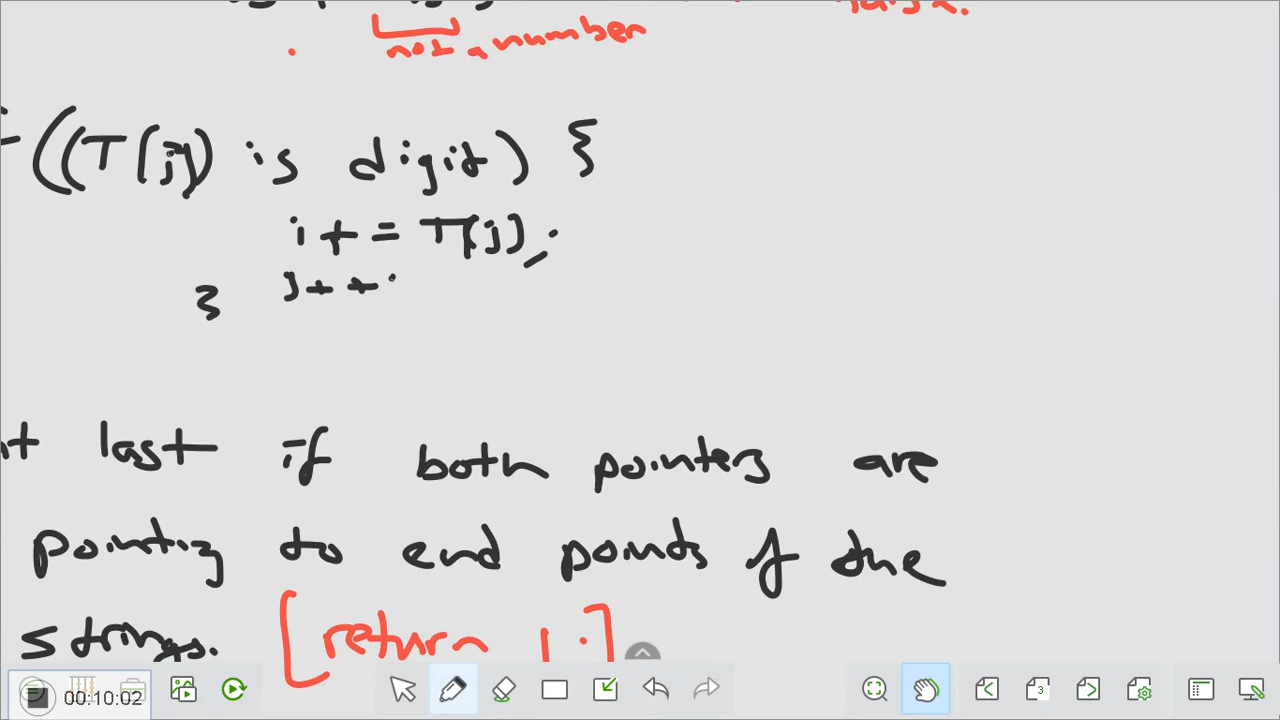 not a number
((T(j) is digit) {
i += T(j);
} j++;
last if both pointers are
pointing to end points of the
strings. [return 1.]
3
00:10:02